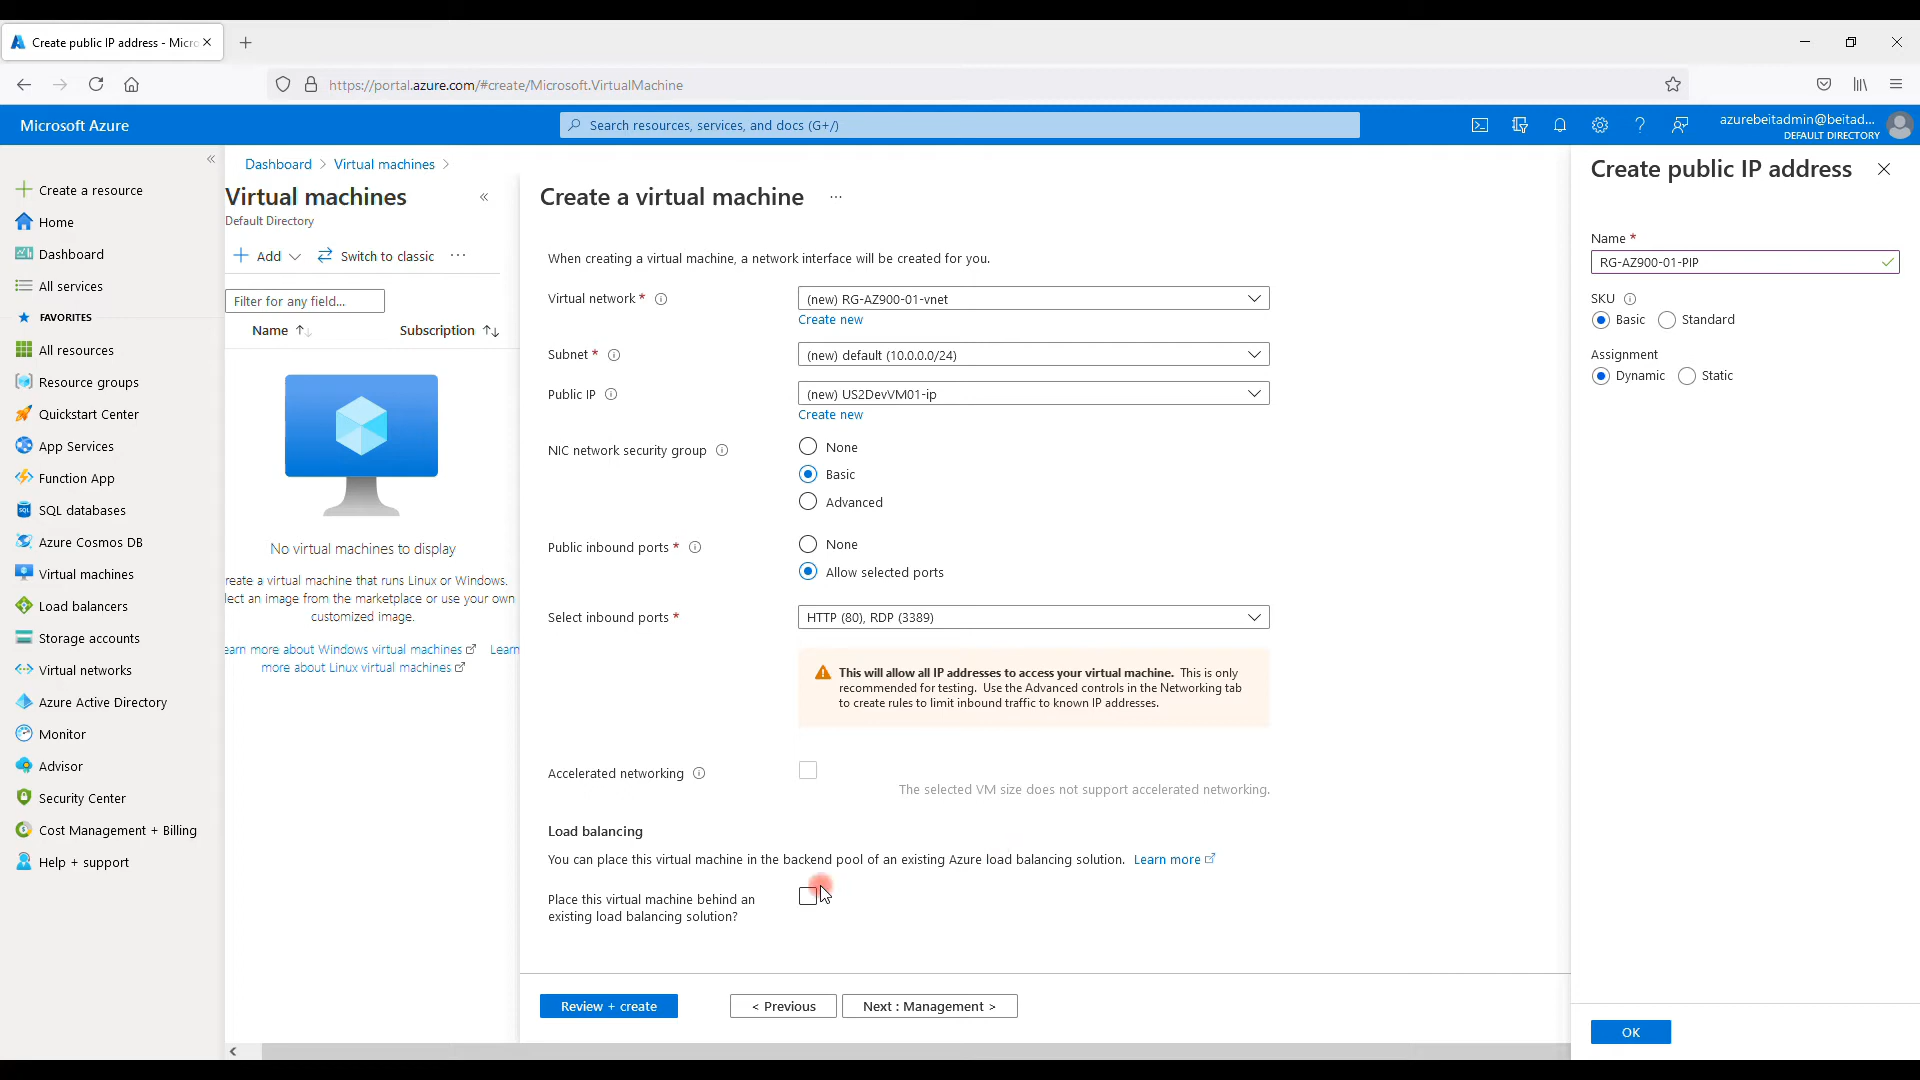 Create public IP address - Micro
https://portal.azure.com/#create/Microsoft.VirtualMachine
Microsoft Azure
Search resources, services, and docs (G+/)
azurebeitadmin@beitad...
DEFAULT DIRECTORY
Create a resource
Home
Dashboard
All services
FAVORITES
All resources
Resource groups
Quickstart Center
App Services
Function App
SQL databases
Azure Cosmos DB
Virtual machines
Load balancers
Storage accounts
Virtual networks
Azure Active Directory
Monitor
Advisor
Security Center
Cost Management + Billing
Help + support
Dashboard > Virtual machines >
Virtual machines
Default Directory
Add
Switch to classic
...
Filter for any field...
Name
Subscription
No virtual machines to display
reate a virtual machine that runs Linux or Windows.
lect an image from the marketplace or use your own
customized image.
earn more about Windows virtual machines
Learn
more about Linux virtual machines
Create a virtual machine
...
When creating a virtual machine, a network interface will be created for you.
Virtual network *
(new) RG-AZ900-01-vnet
Create new
Subnet *
(new) default (10.0.0.0/24)
Public IP
(new) US2DevVM01-ip
Create new
NIC network security group
None
Basic
Advanced
Public inbound ports *
None
Allow selected ports
Select inbound ports *
HTTP (80), RDP (3389)
This will allow all IP addresses to access your virtual machine. This is only
recommended for testing. Use the Advanced controls in the Networking tab
to create rules to limit inbound traffic to known IP addresses.
Accelerated networking
The selected VM size does not support accelerated networking.
Load balancing
You can place this virtual machine in the backend pool of an existing Azure load balancing solution. Learn more
Place this virtual machine behind an
existing load balancing solution?
Review + create
< Previous
Next : Management >
Create public IP address
Name *
RG-AZ900-01-PIP
SKU
Basic
Standard
Assignment
Dynamic
Static
OK